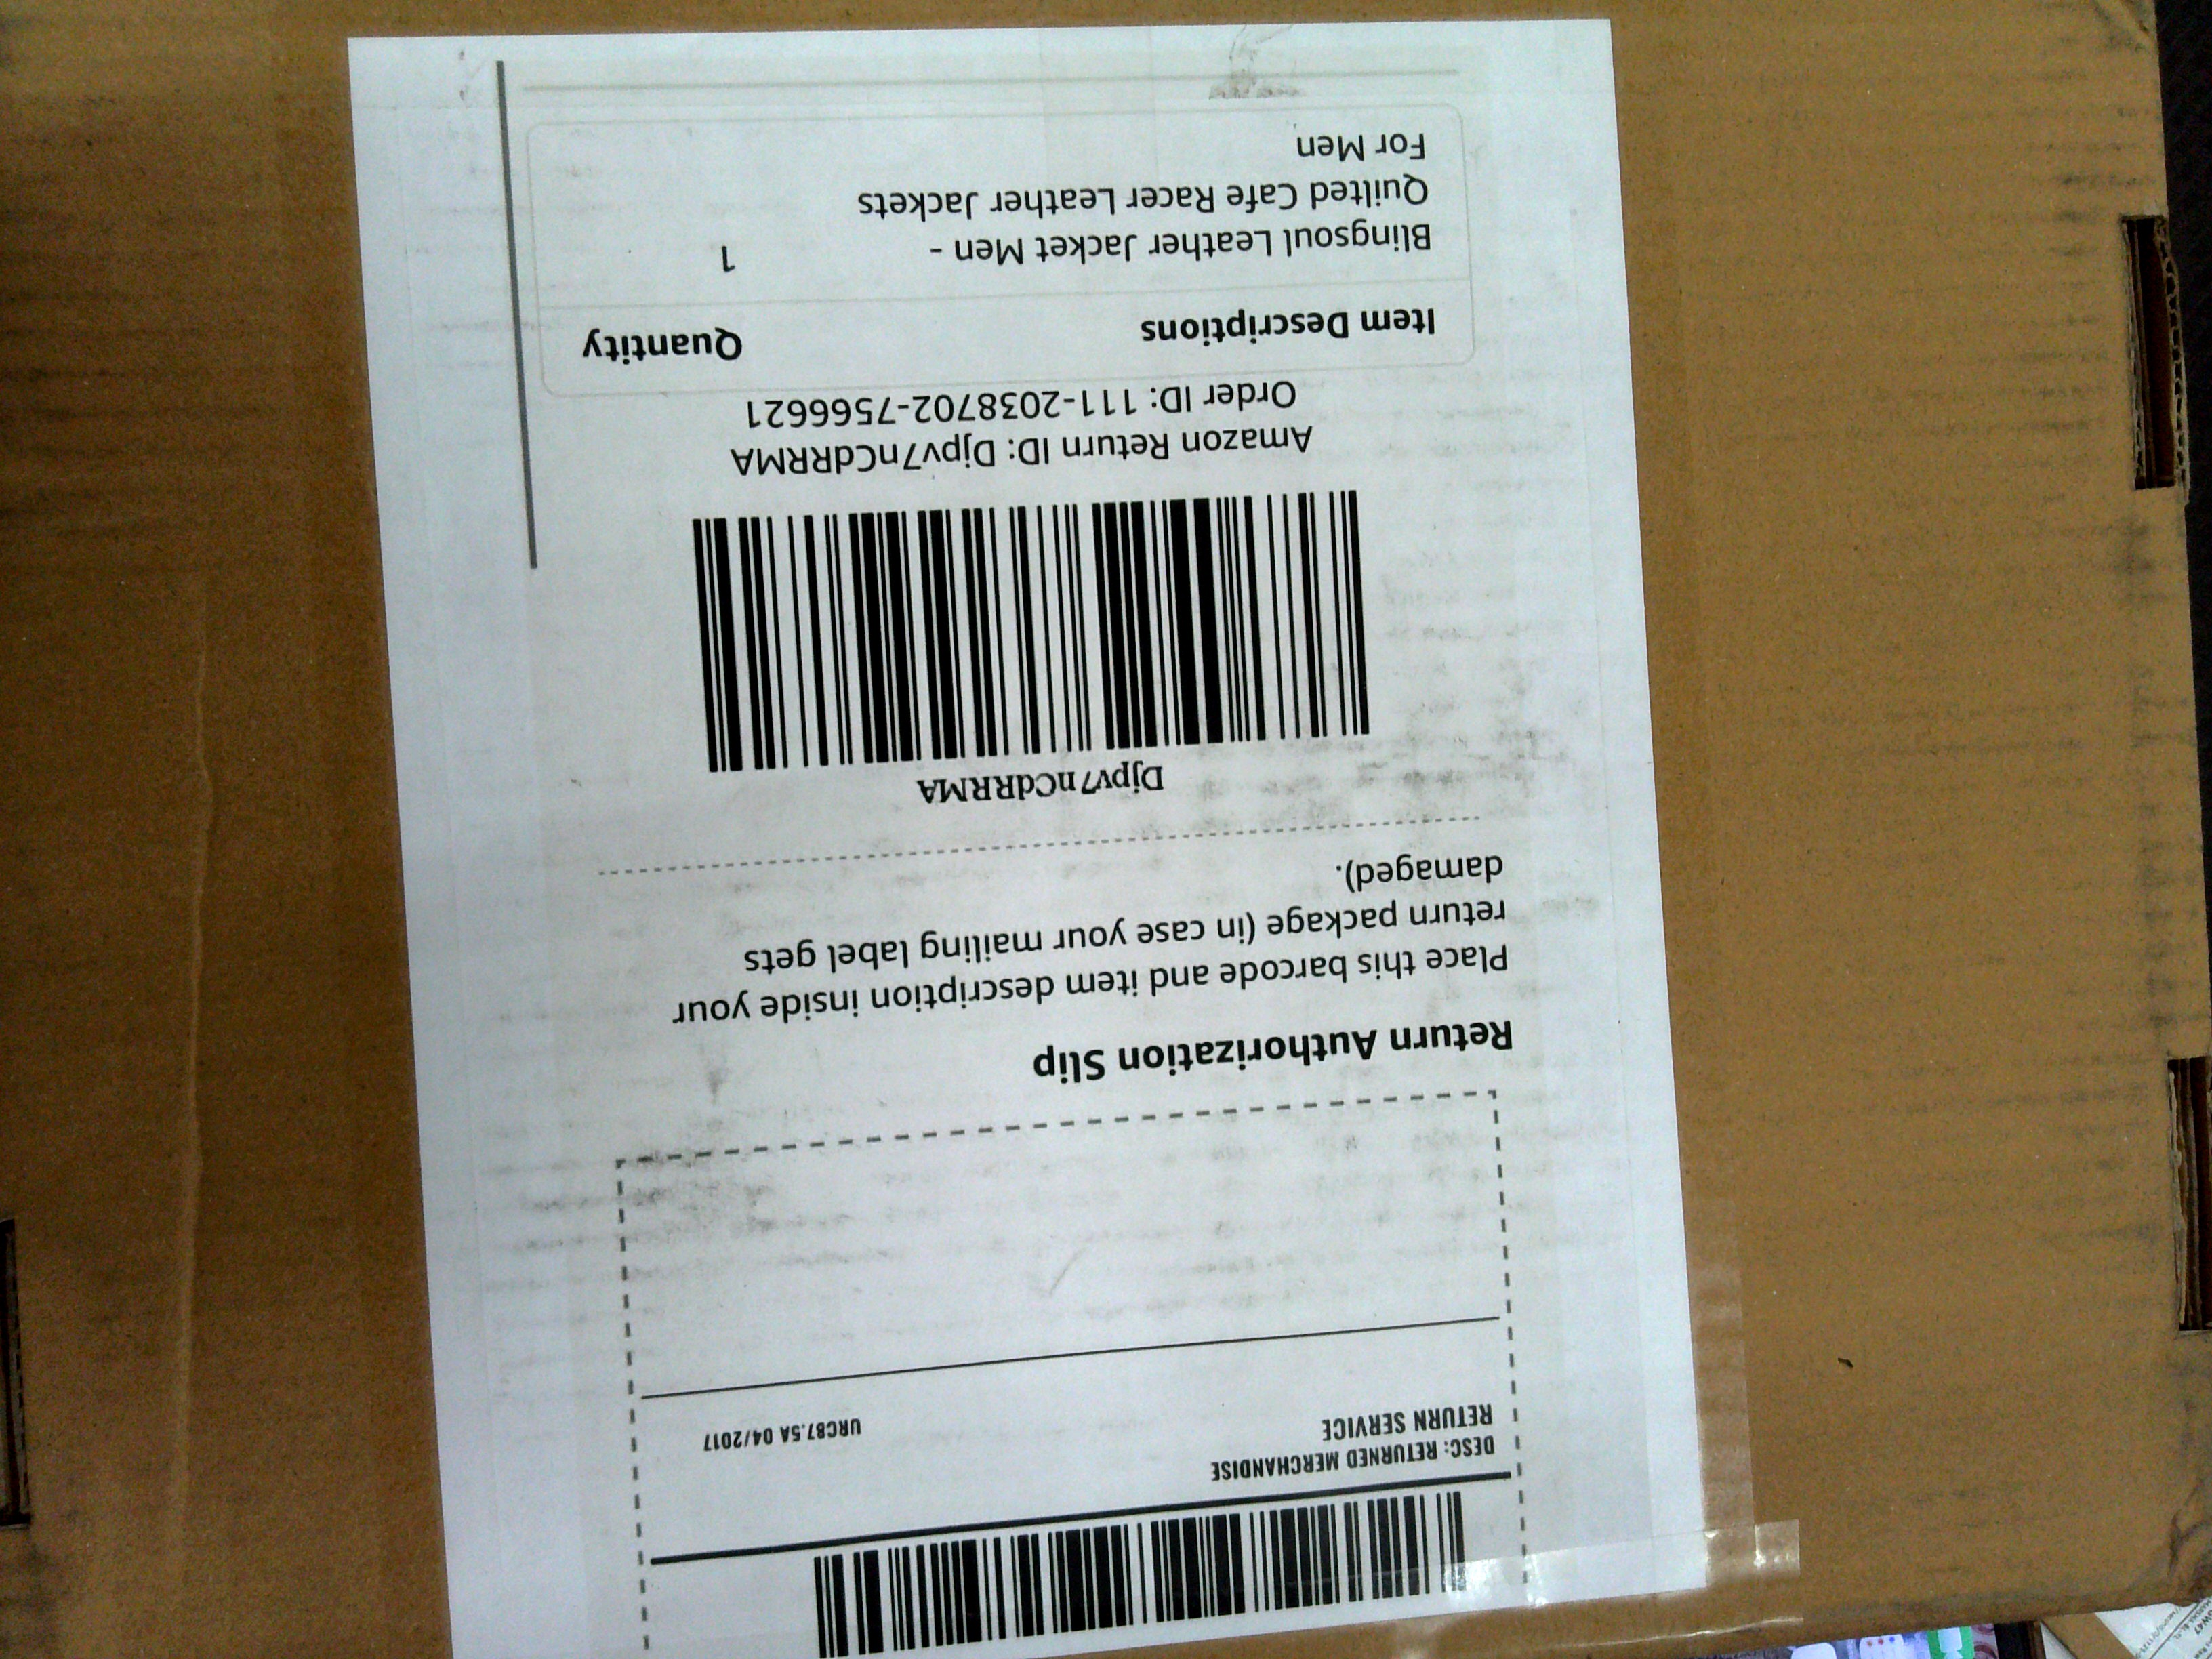 DESC: RETURNED MERCHANDISE
RETURN SERVICE
URC87.5A 04/2017
Return Authorization Slip
Place this barcode and item description inside your
return package (in case your mailing label gets
damaged).
Djpv7nCdRRMA
Amazon Return ID: Djpv7nCdRRMA
Order ID: 111-2038702-7566621
Item Descriptions Quantity
Blingsoul Leather Jacket Men - 1
Quilted Cafe Racer Leather Jackets
For Men